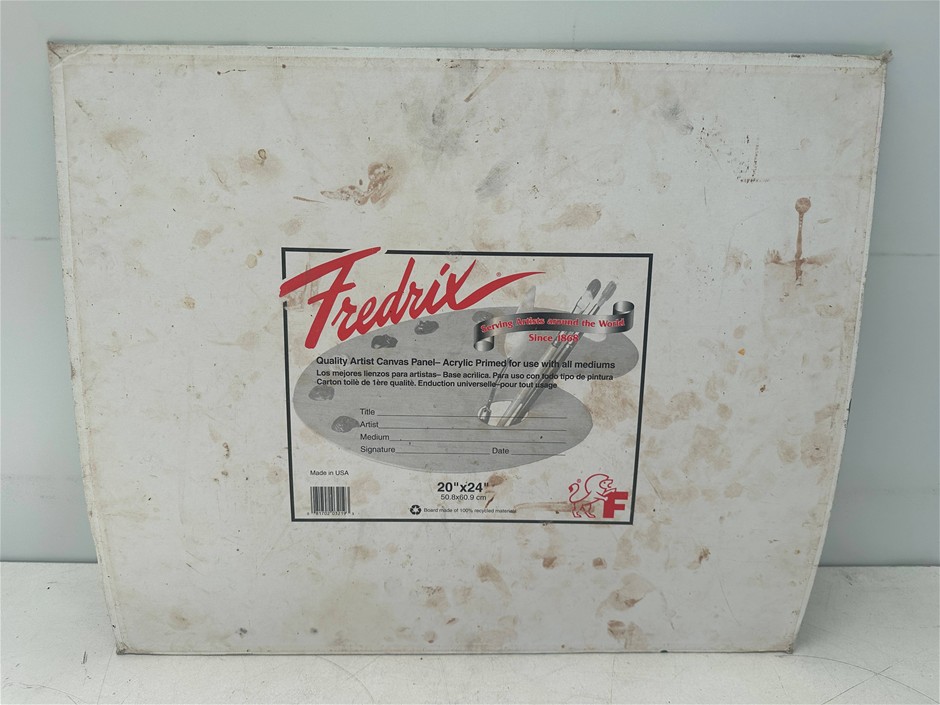 Fredrix
Serving Artists around the World
Since 1868
Quality Artist Canvas Panel– Acrylic Primed for use with all mediums
Los mejores lienzos para artistas– Base acrilica. Para uso con todo tipo de pintura
Carton toilè de 1ère qualité. Enduction universelle–pour tout usage
Title
Artist
Medium
Signature Date
Made in USA
20"x24"
50.8x60.9 cm
Board made of 100% recycled materials
F